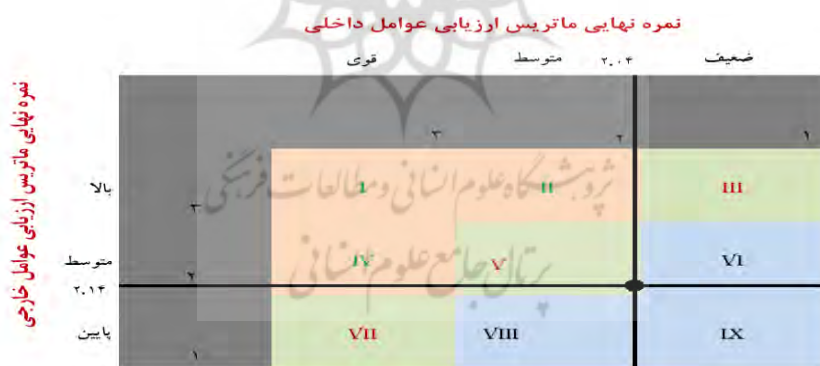 نمره نهایی ماتریس ارزیابی عوامل داخلی
قوی متوسط ۲.۰۴ ضعیف
نمره نهایی ماتریس ارزیابی عوامل خارجی
۳ ۲ ۱
بالا I II III
۳
پژوهشگاه علوم انسانی و مطالعات فرهنگی
متوسط IV V VI
پرتال جامع علوم انسانی
۲
۲.۱۴
پایین VII VIII IX
۱